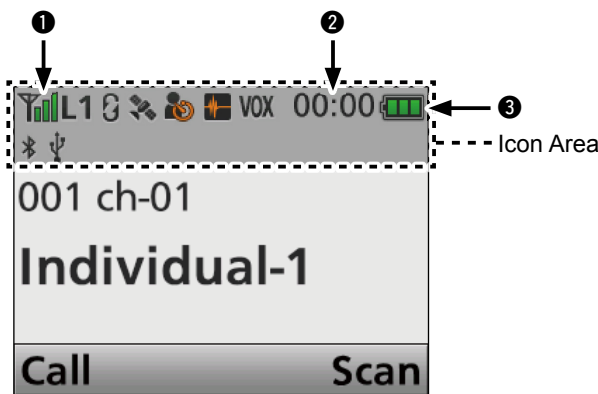 ❶ ❷
L1 VOX 00:00 ❸
Icon Area
001 ch-01
Individual-1
Call Scan